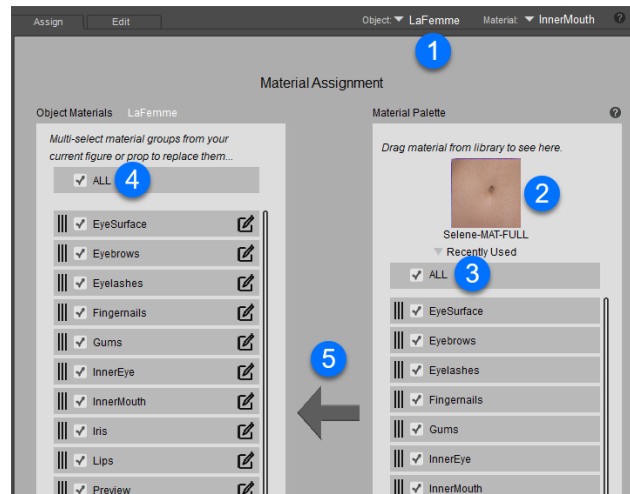 Assign Edit Object: LaFemme Material: InnerMouth ?
1
Material Assignment
Object Materials LaFemme
Multi-select material groups from your
current figure or prop to replace them...
ALL 4
EyeSurface
Eyebrows
Eyelashes
Fingernails
Gums
InnerEye
InnerMouth
Iris
Lips
Preview
5
Material Palette ?
Drag material from library to see here.
2
Selene-MAT-FULL
Recently Used
ALL 3
EyeSurface
Eyebrows
Eyelashes
Fingernails
Gums
InnerEye
InnerMouth